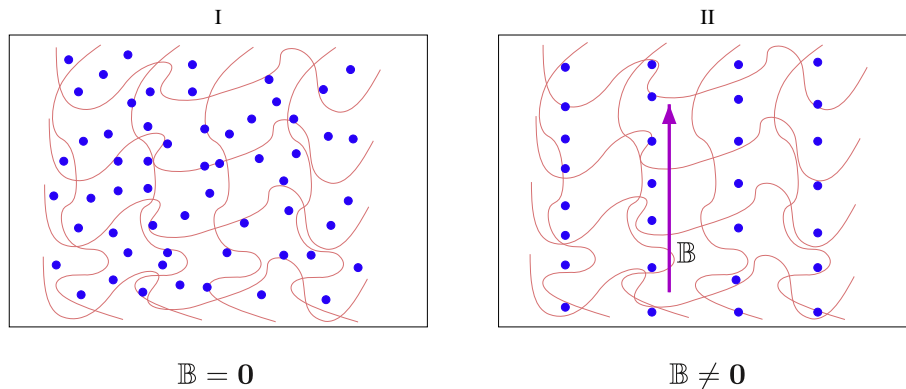 I
II
𝔹
𝔹 = 𝟎
𝔹 ≠ 𝟎